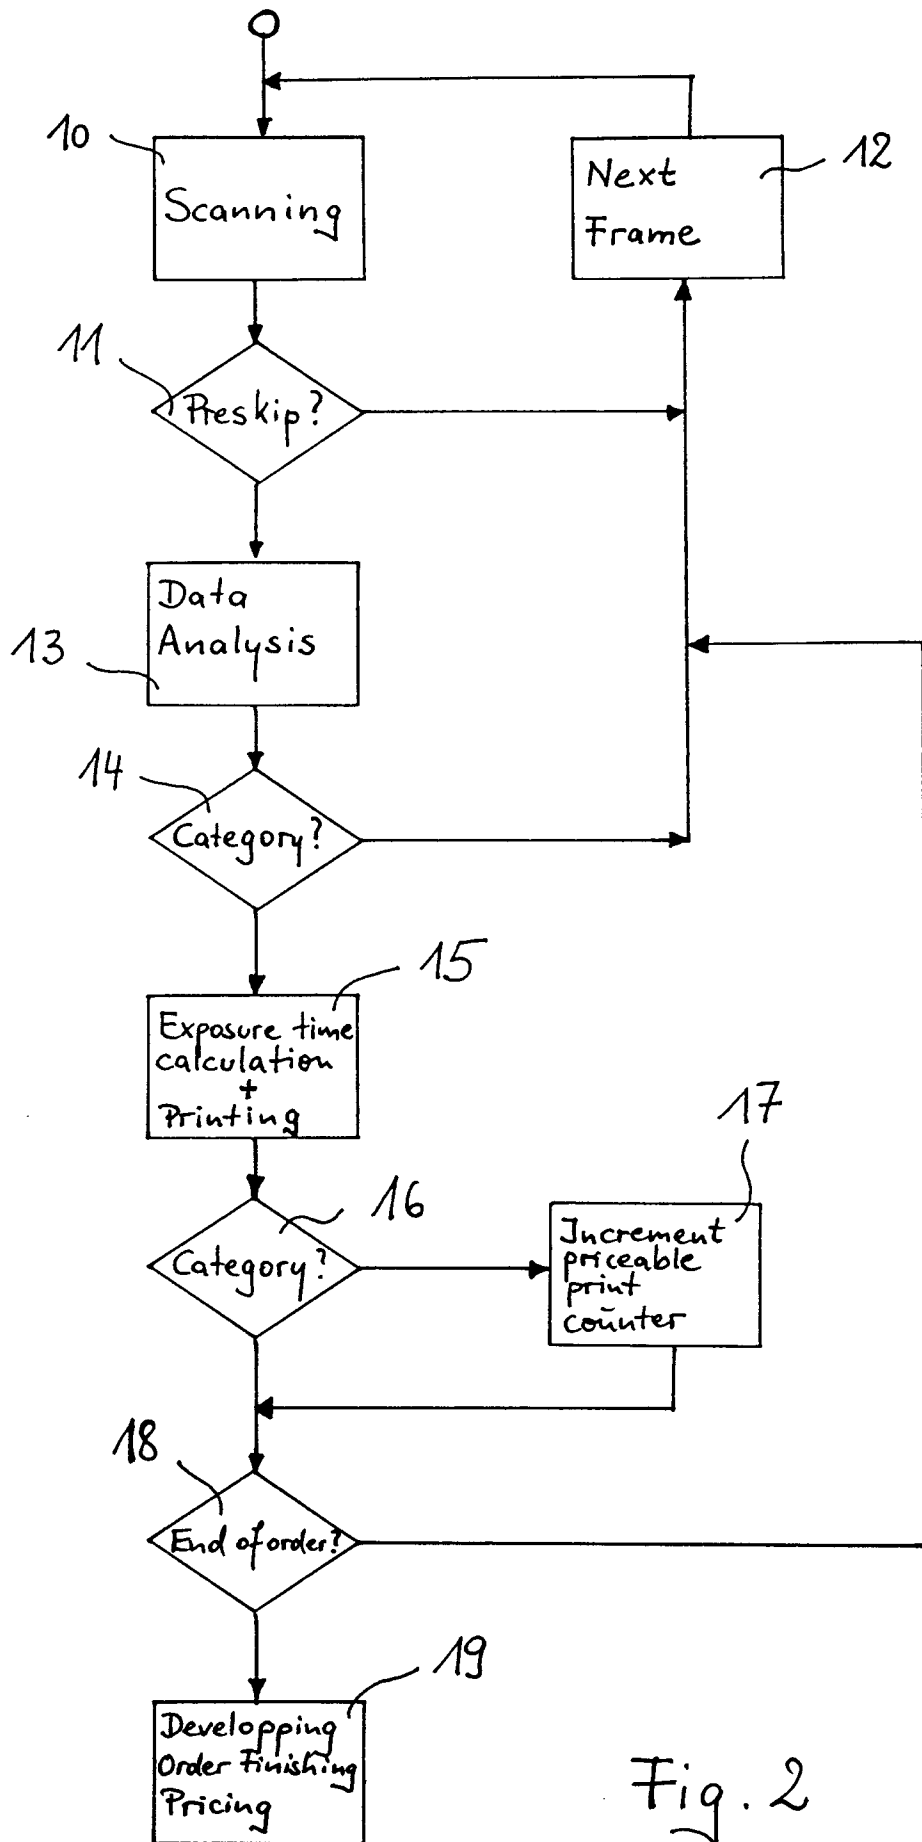 10
Scanning
Next
Frame
12
11
Preskip?
Data
Analysis
13
14
Category?
15
Exposure time
calculation
+
Printing
17
16
Category?
Increment
priceable
print
counter
18
End of order?
19
Developping
Order Finishing
Pricing
Fig. 2